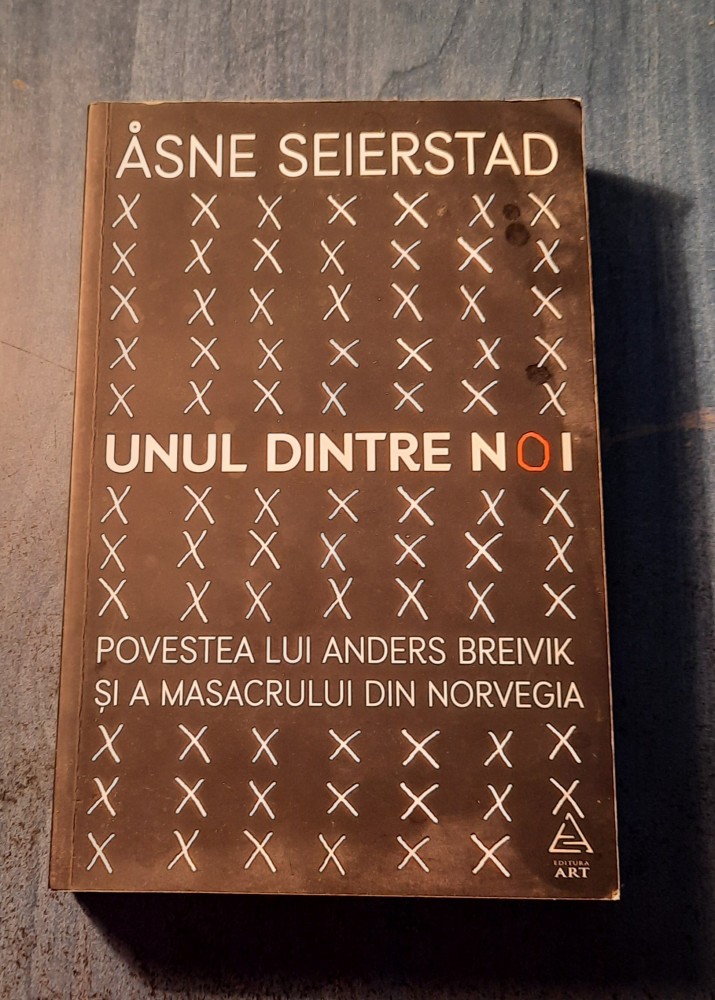 ÅSNE SEIERSTAD
UNUL DINTRE NOI
POVESTEA LUI ANDERS BREIVIK
ȘI A MASACRULUI DIN NORVEGIA
EDITURA
ART